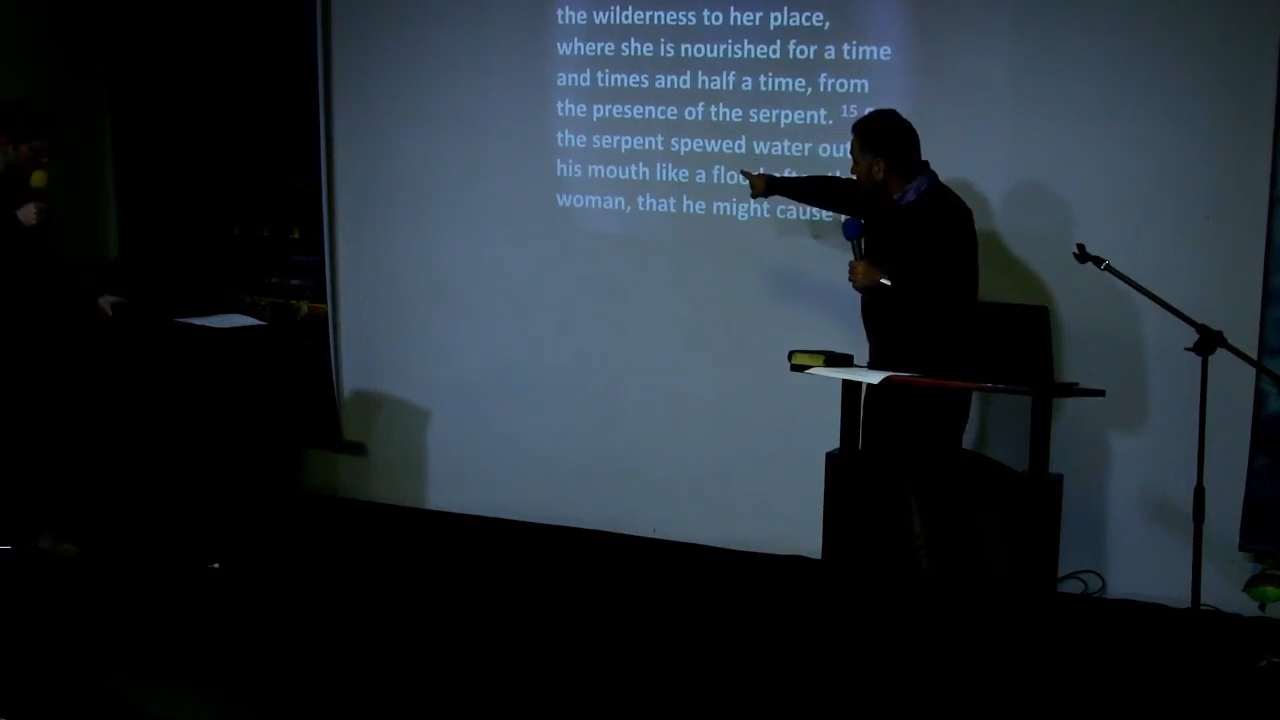 the wilderness to her place,
where she is nourished for a time
and times and half a time, from
the presence of the serpent. 15
the serpent spewed water out
his mouth like a
woman, that he might cause